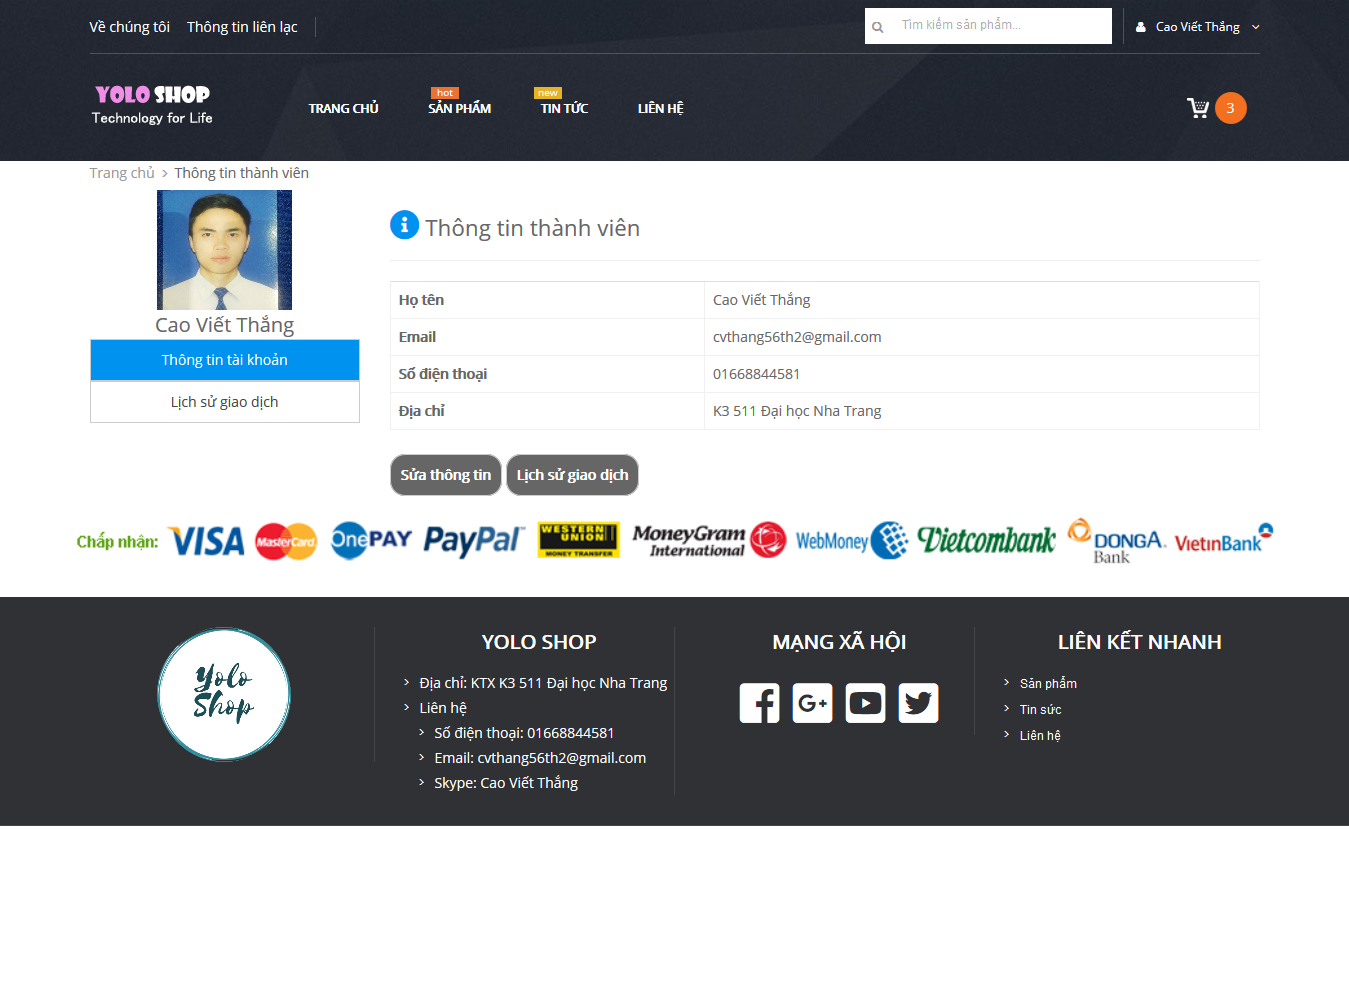 Về chúng tôi Thông tin liên lạc
Tìm kiếm sản phẩm...
Cao Viết Thắng
YOLO SHOP
Technology for Life
TRANG CHỦ
hot
SẢN PHẨM
new
TIN TỨC
LIÊN HỆ
3
Trang chủ > Thông tin thành viên
Cao Viết Thắng
Thông tin tài khoản
Lịch sử giao dịch
Thông tin thành viên
Họ tên Cao Viết Thắng
Email cvthang56th2@gmail.com
Số điện thoại 01668844581
Địa chỉ K3 511 Đại học Nha Trang
Sửa thông tin Lịch sử giao dịch
Chấp nhận:
VISA
MasterCard
OnePAY
PayPal
WESTERN UNION
MONEY TRANSFER
MoneyGram
International
WebMoney
Vietcombank
DONGA
Bank
VietinBank
Yolo
Shop
YOLO SHOP
Địa chỉ: KTX K3 511 Đại học Nha Trang
Liên hệ
Số điện thoại: 01668844581
Email: cvthang56th2@gmail.com
Skype: Cao Viết Thắng
MẠNG XÃ HỘI
LIÊN KẾT NHANH
Sản phẩm
Tin sức
Liên hệ